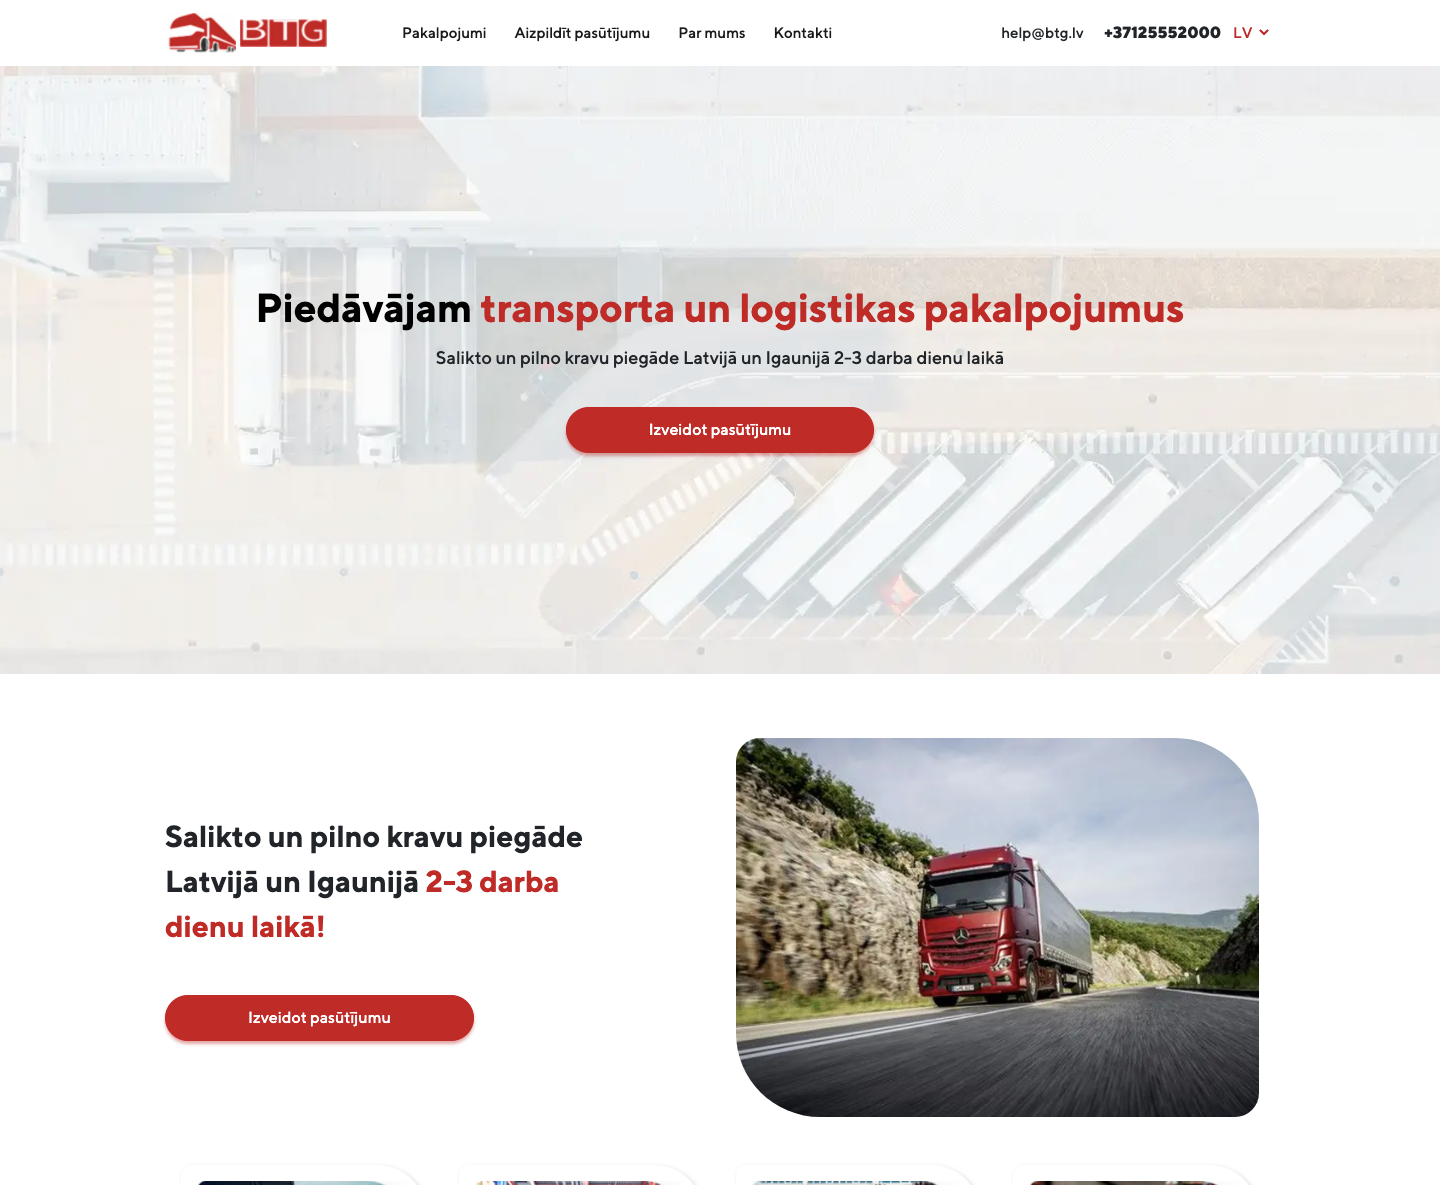 BTG
Pakalpojumi
Aizpildīt pasūtījumu
Par mums
Kontakti
help@btg.lv
+37125552000
LV
Piedāvājam transporta un logistikas pakalpojumus
Salikto un pilno kravu piegāde Latvijā un Igaunijā 2-3 darba dienu laikā
Izveidot pasūtījumu
Salikto un pilno kravu piegāde
Latvijā un Igaunijā 2-3 darba
dienu laikā!
Izveidot pasūtījumu